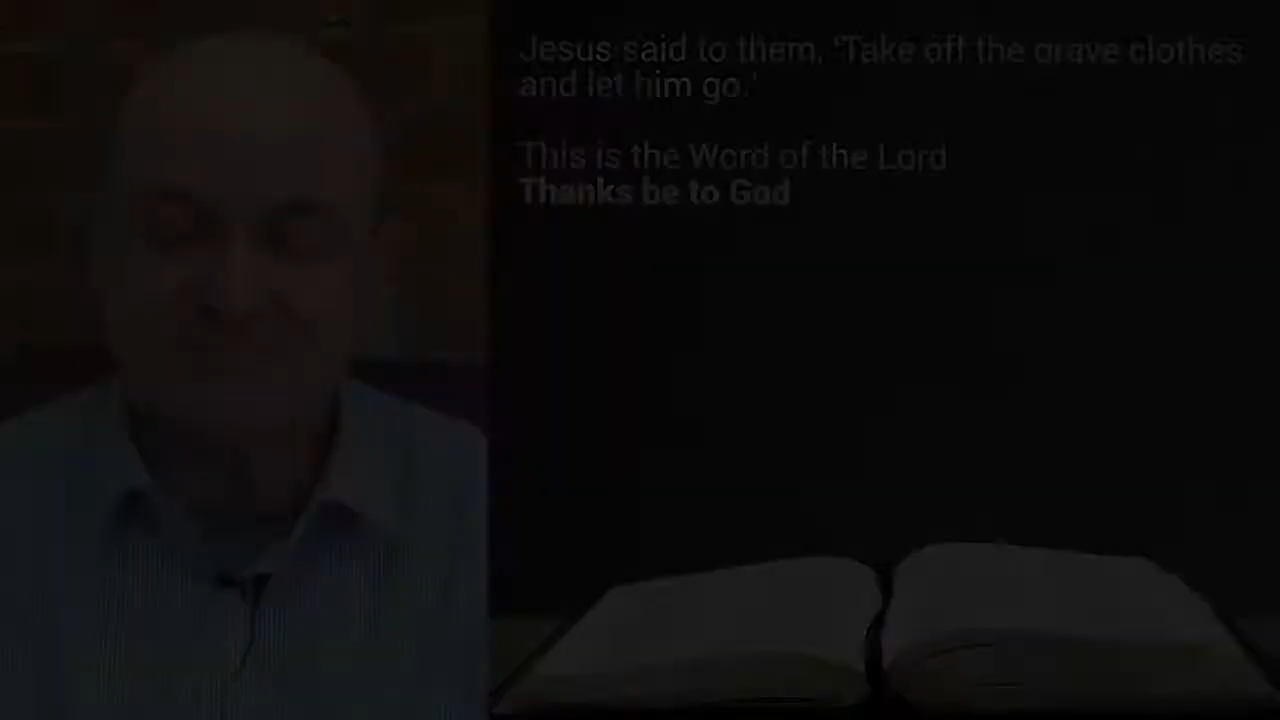 Jesus said to them, 'Take off the grave clothes
and let him go.'
This is the Word of the Lord
Thanks be to God